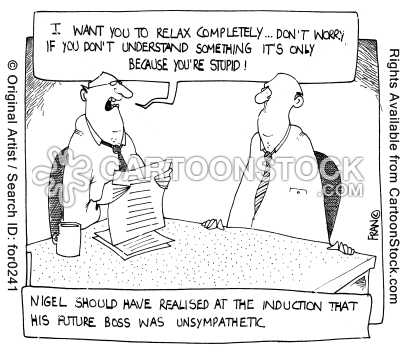 I WANT YOU TO RELAX COMPLETELY... DON'T WORRY
IF YOU DON'T UNDERSTAND SOMETHING IT'S ONLY
BECAUSE YOU'RE STUPID!
© Original Artist / Search ID: for0241
Rights Available from CartoonStock.com
CARTOONSTOCK
.COM
NIGEL SHOULD HAVE REALISED AT THE INDUCTION THAT
HIS FUTURE BOSS WAS UNSYMPATHETIC